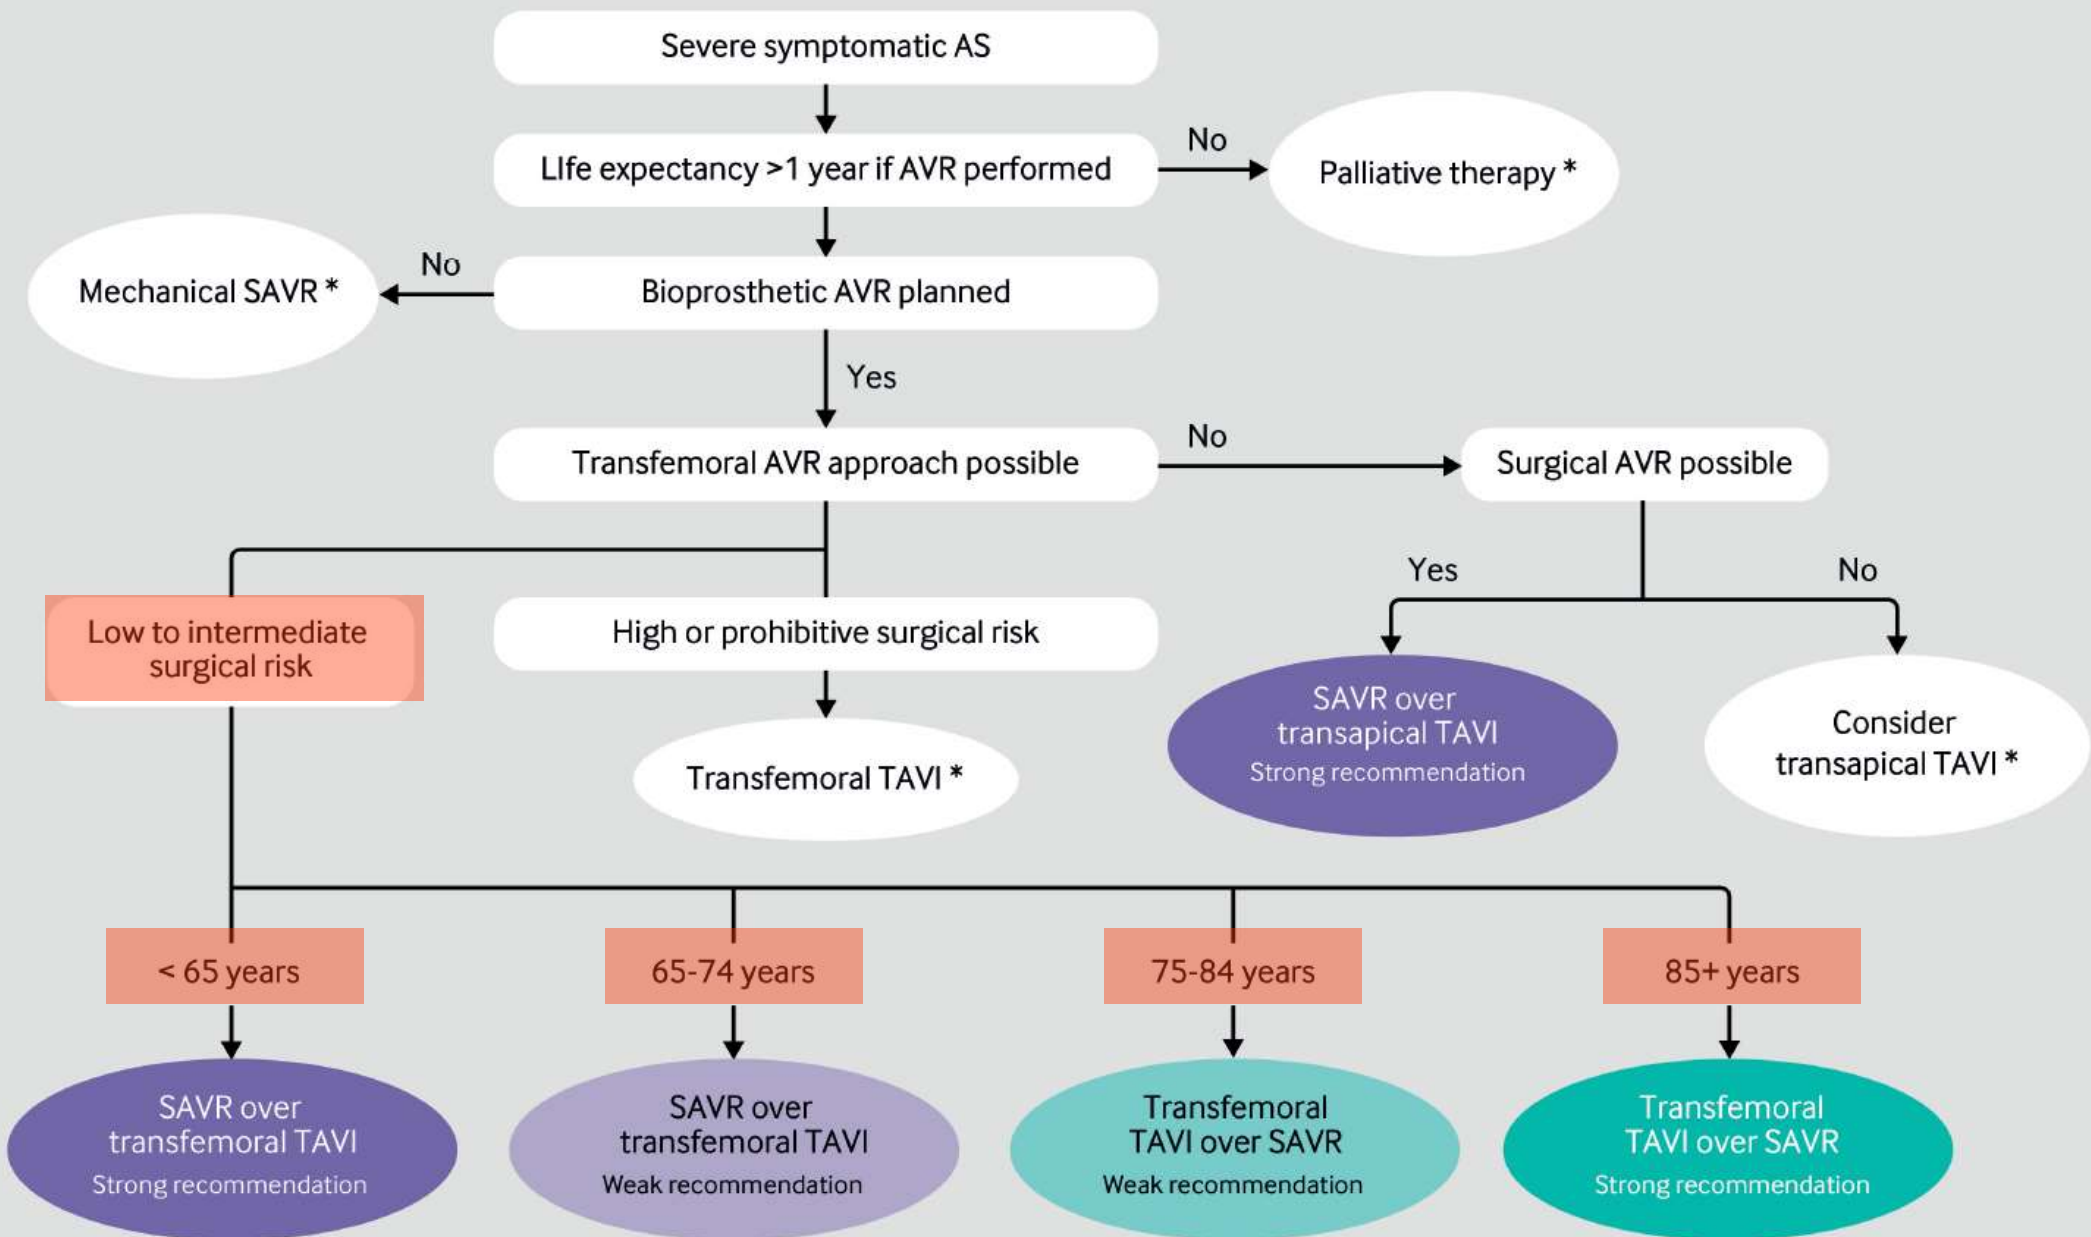 Severe symptomatic AS
LIfe expectancy >1 year if AVR performed
No
Palliative therapy *
Mechanical SAVR *
No
Bioprosthetic AVR planned
Yes
Transfemoral AVR approach possible
No
Surgical AVR possible
Yes
No
Low to intermediate
surgical risk
High or prohibitive surgical risk
Transfemoral TAVI *
SAVR over
transapical TAVI
Strong recommendation
Consider
transapical TAVI *
< 65 years
65-74 years
75-84 years
85+ years
SAVR over
transfemoral TAVI
Strong recommendation
SAVR over
transfemoral TAVI
Weak recommendation
Transfemoral
TAVI over SAVR
Weak recommendation
Transfemoral
TAVI over SAVR
Strong recommendation